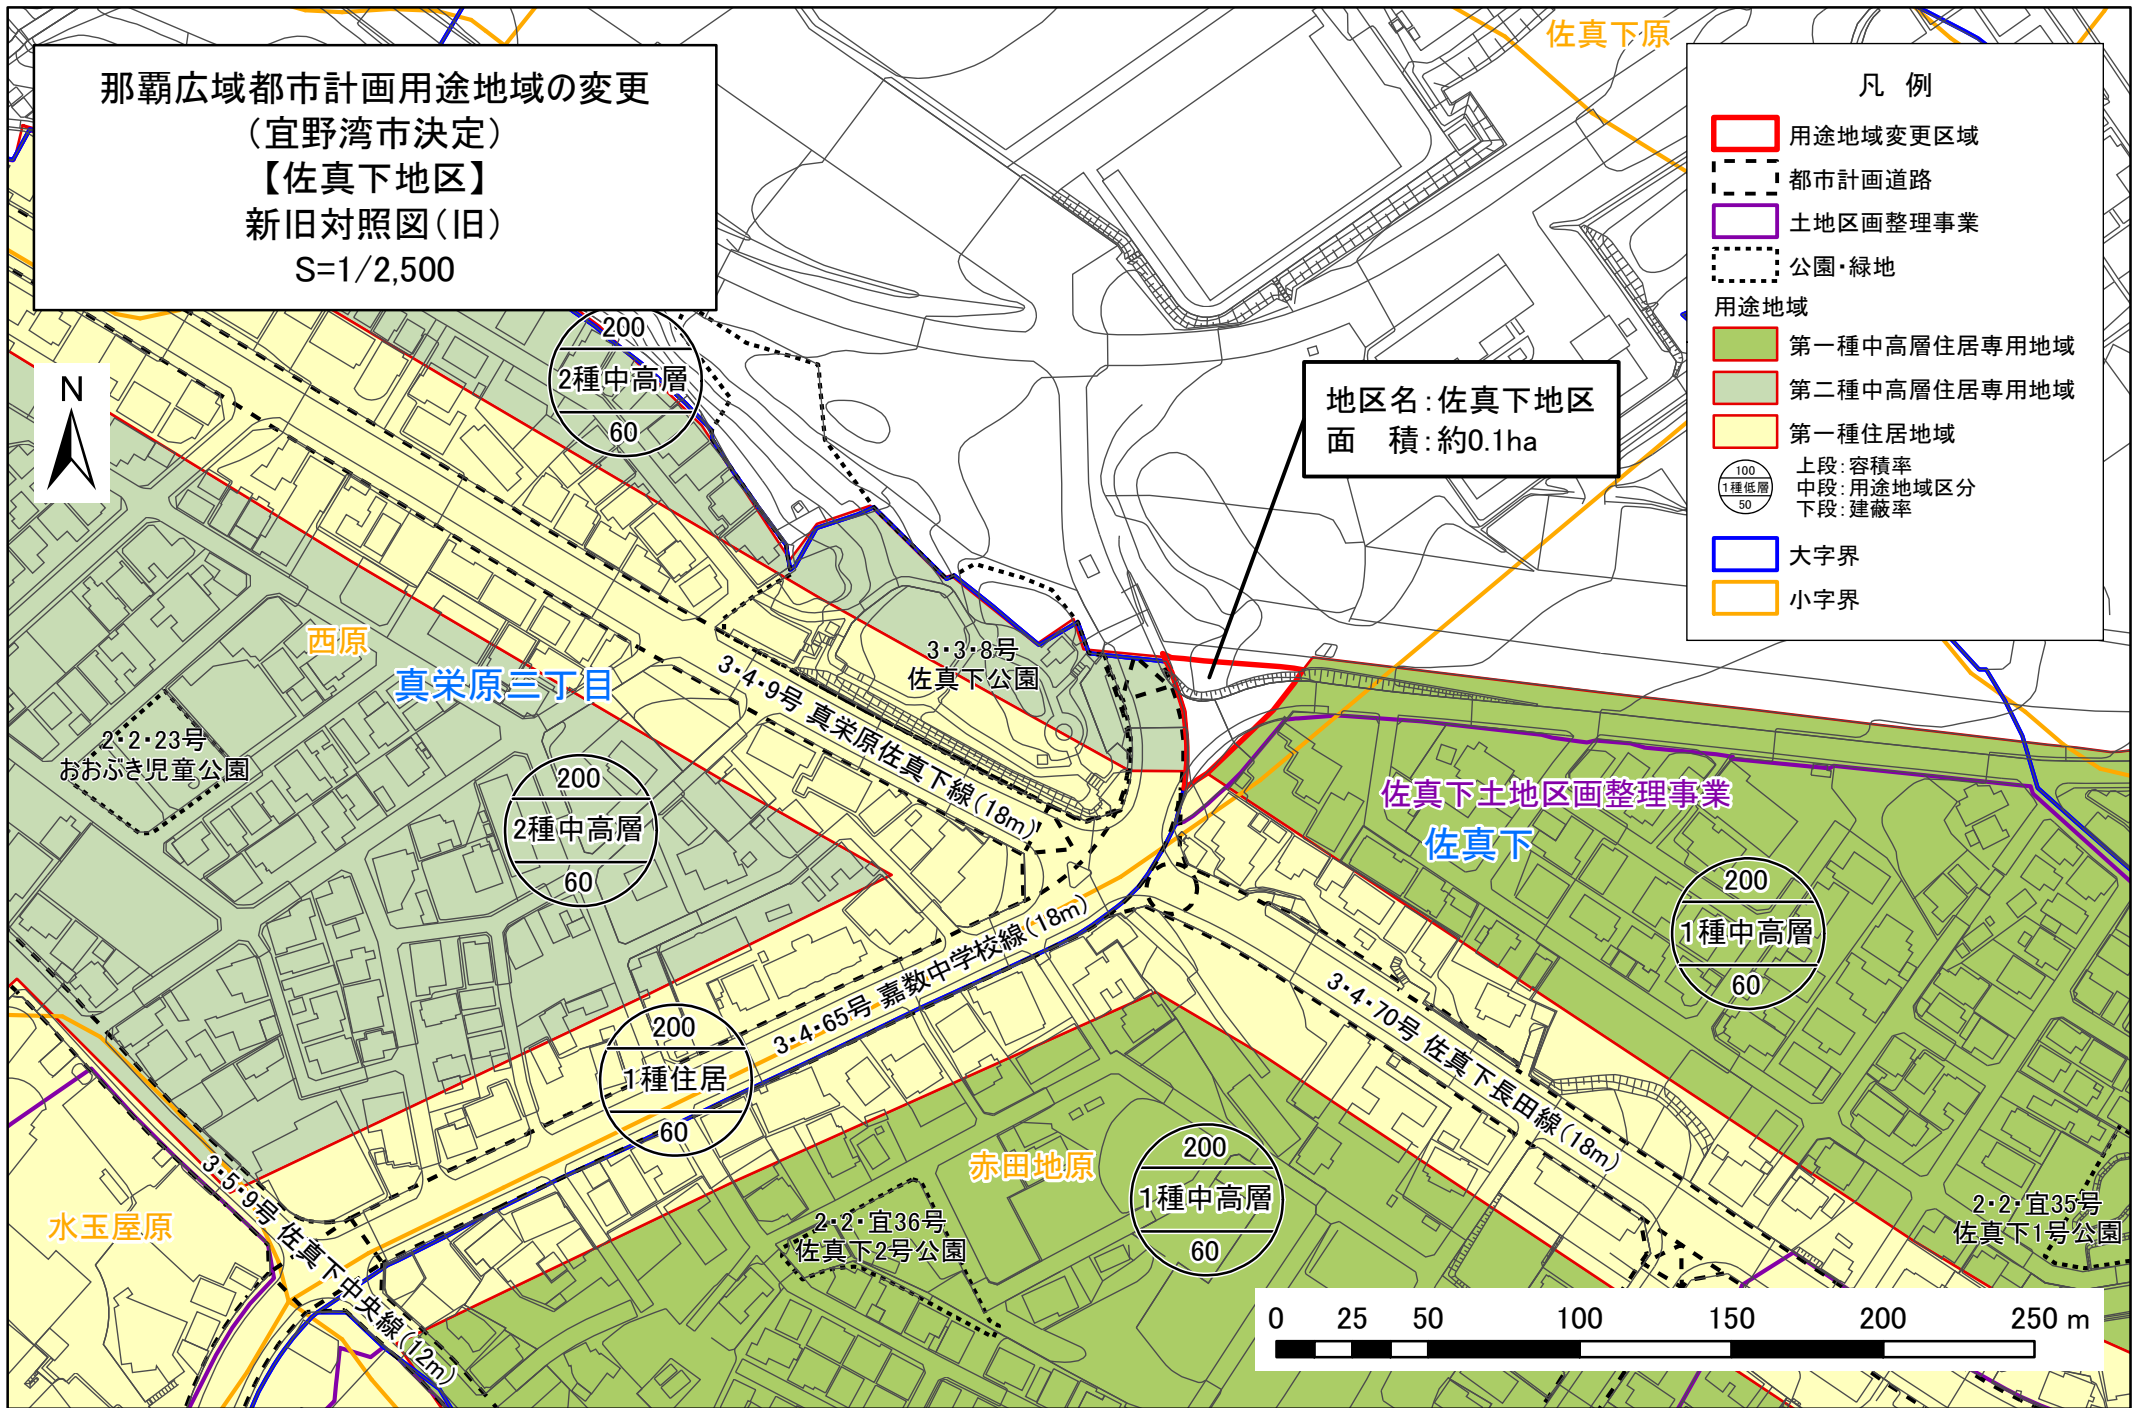 那覇広域都市計画用途地域の変更
（宜野湾市決定）
【佐真下地区】
新旧対照図（旧）
S=1/2,500
N
佐真下原
凡 例
用途地域変更区域
都市計画道路
土地区画整理事業
公園・緑地
用途地域
第一種中高層住居専用地域
第二種中高層住居専用地域
第一種住居地域
100
1種低層
50
上段：容積率
中段：用途地域区分
下段：建蔽率
大字界
小字界
地区名：佐真下地区
面　積：約0.1ha
200
2種中高層
60
西原
真栄原三丁目
3・3・8号
佐真下公園
3・4・9号 真栄原佐真下線（18m）
2・2・23号
おおぶき児童公園
200
2種中高層
60
佐真下土地区画整理事業
佐真下
200
1種中高層
60
3・4・65号 嘉数中学校線（18m）
3・4・70号 佐真下長田線（18m）
200
1種住居
60
赤田地原
200
1種中高層
60
水玉屋原
3・5・9号 佐真下中央線（12m）
2・2・宜36号
佐真下2号公園
2・2・宜35号
佐真下1号公園
0 25 50 100 150 200 250 m